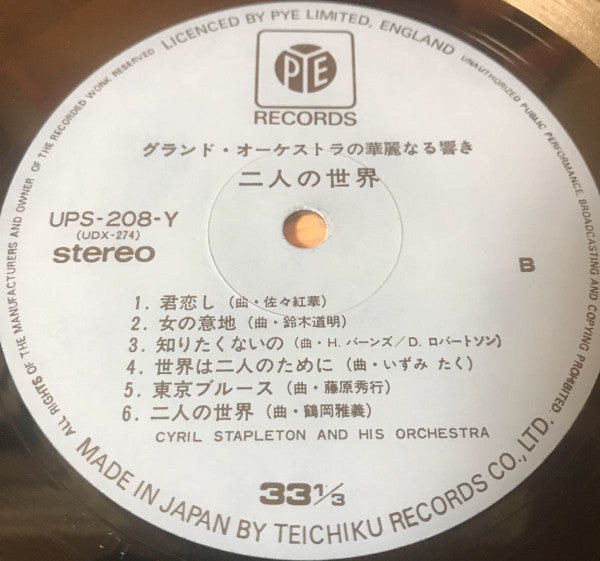 ALL RIGHTS OF THE MANUFACTURERS AND OWNER OF THE RECORDED WORK RESERVED
LICENCED BY PYE LIMITED, ENGLAND
UNAUTHORIZED PUBLIC PERFORMANCE, BROADCASTING AND COPYING PROHIBITED.
PYE
RECORDS
グランド・オーケストラの華麗なる響き
二人の世界
UPS-208-Y
(UDX-274)
stereo
B
1. 君恋し (曲・佐々紅華)
2. 女の意地 (曲・鈴木道明)
3. 知りたくないの (曲・H. バーンズ/D. ロバートソン)
4. 世界は二人のために (曲・いずみ たく)
5. 東京ブルース (曲・藤原秀行)
6. 二人の世界 (曲・鶴岡雅義)
CYRIL STAPLETON AND HIS ORCHESTRA
33 1/3
MADE IN JAPAN BY TEICHIKU RECORDS CO., LTD.